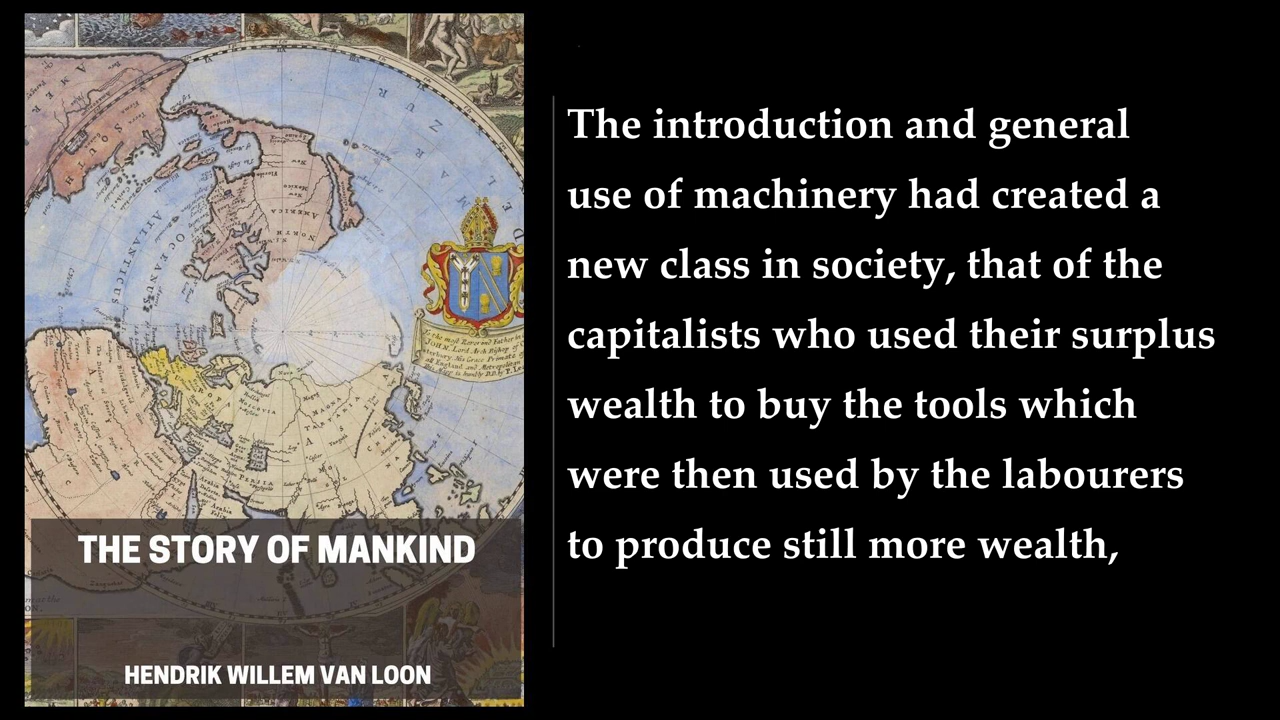 THE STORY OF MANKIND
HENDRIK WILLEM VAN LOON
The introduction and general
use of machinery had created a
new class in society, that of the
capitalists who used their surplus
wealth to buy the tools which
were then used by the labourers
to produce still more wealth,